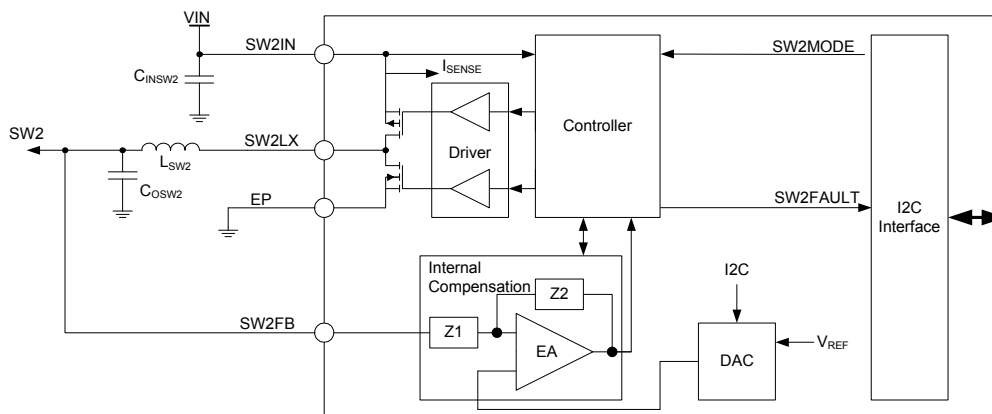 VIN
SW2IN
SW2MODE
CINSW2
ISENSE
Controller
SW2
SW2LX
LSW2
Driver
COSW2
EP
SW2FAULT
I2C
Interface
Internal
Compensation
I2C
Z2
SW2FB
Z1
EA
DAC
VREF